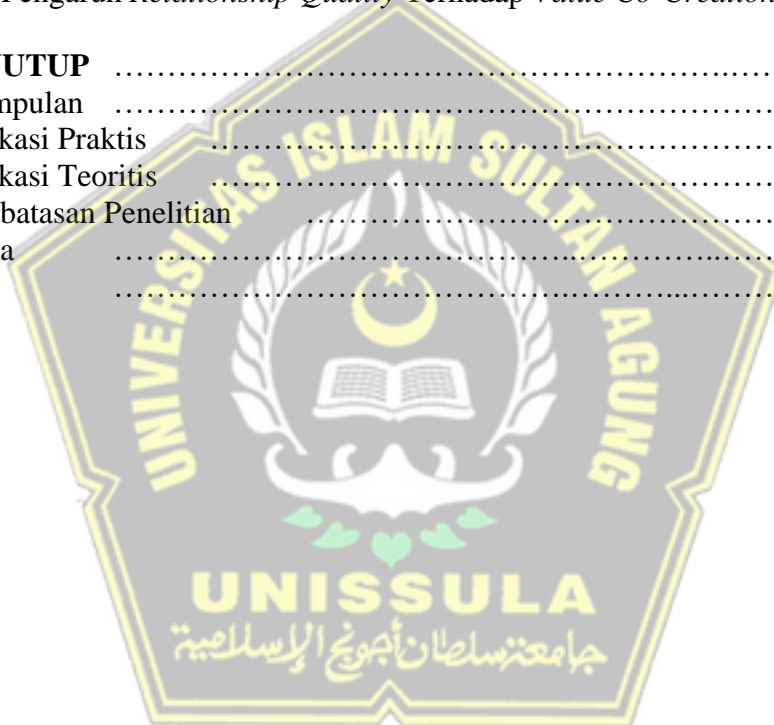 Pengaruh Relationship Quality Terhadap Value Co-Creation
UTUP ……………………………………………………..……
mpulan ………………………………………………………………
kasi Praktis ……………………………………………………
kasi Teoritis ……………………………………………………
batasan Penelitian ………………………………………
a ………………………………………………………………
……………………………………………………...………
UNIVERSITAS ISLAM SULTAN AGUNG
UNISSULA
جامعة سلطان أجونج الإسلامية